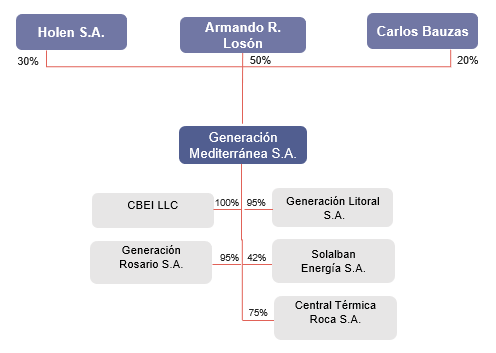 Holen S.A.
Armando R.
Losón
Carlos Bauzas
30%
50%
20%
Generación
Mediterránea S.A.
CBEI LLC
100%
95%
Generación Litoral
S.A.
Generación
Rosario S.A.
95%
42%
Solalban
Energía S.A.
75%
Central Térmica
Roca S.A.